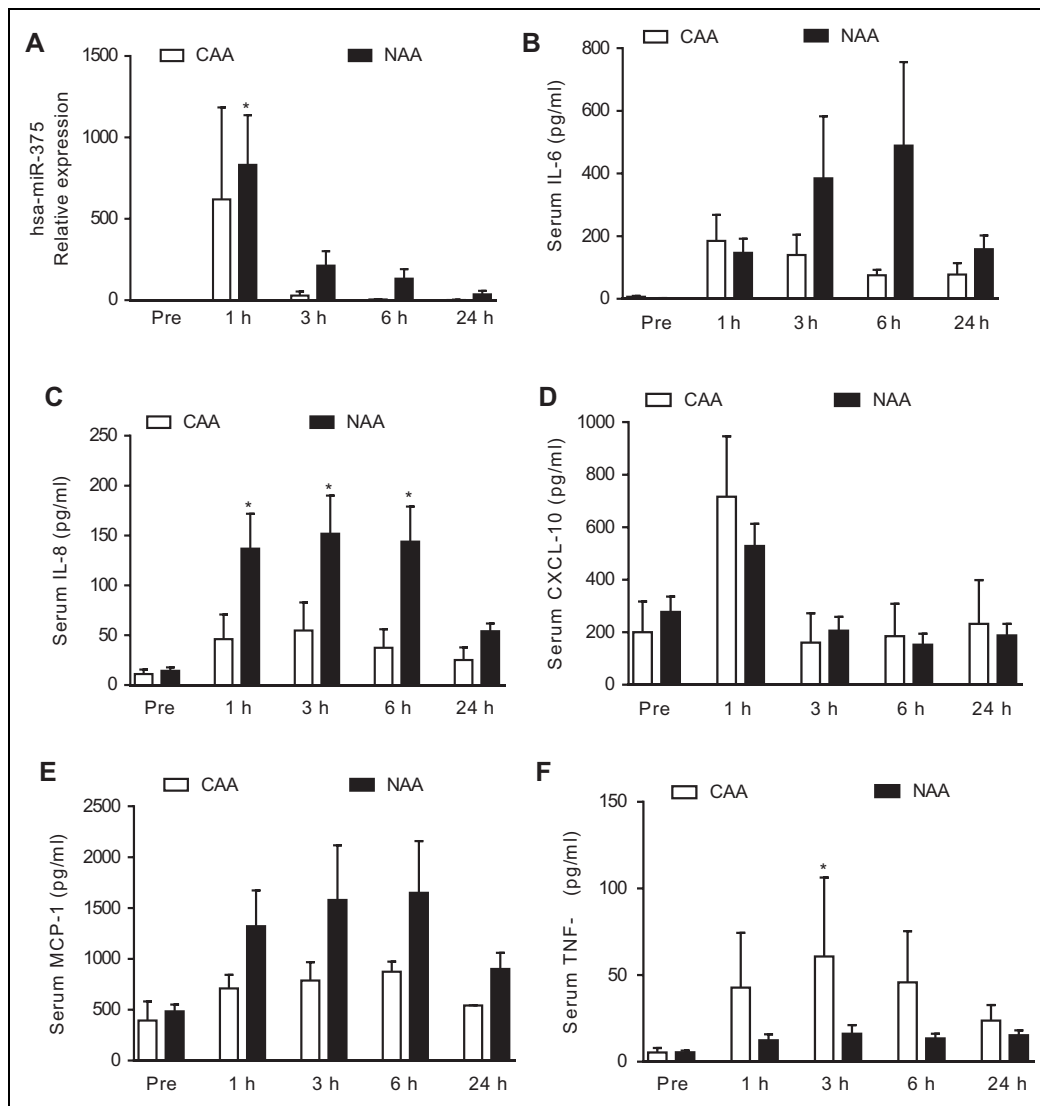 A
CAA NAA
hsa-miR-375
Relative expression
1500
1000
500
0
Pre 1 h 3 h 6 h 24 h
*
B
CAA NAA
Serum IL-6 (pg/ml)
800
600
400
200
0
Pre 1 h 3 h 6 h 24 h
C
CAA NAA
Serum IL-8 (pg/ml)
250
200
150
100
50
0
Pre 1 h 3 h 6 h 24 h
* * *
D
CAA NAA
Serum CXCL-10 (pg/ml)
1000
800
600
400
200
0
Pre 1 h 3 h 6 h 24 h
E
CAA NAA
Serum MCP-1 (pg/ml)
2500
2000
1500
1000
500
0
Pre 1 h 3 h 6 h 24 h
F
CAA NAA
Serum TNF- (pg/ml)
150
100
50
0
Pre 1 h 3 h 6 h 24 h
*